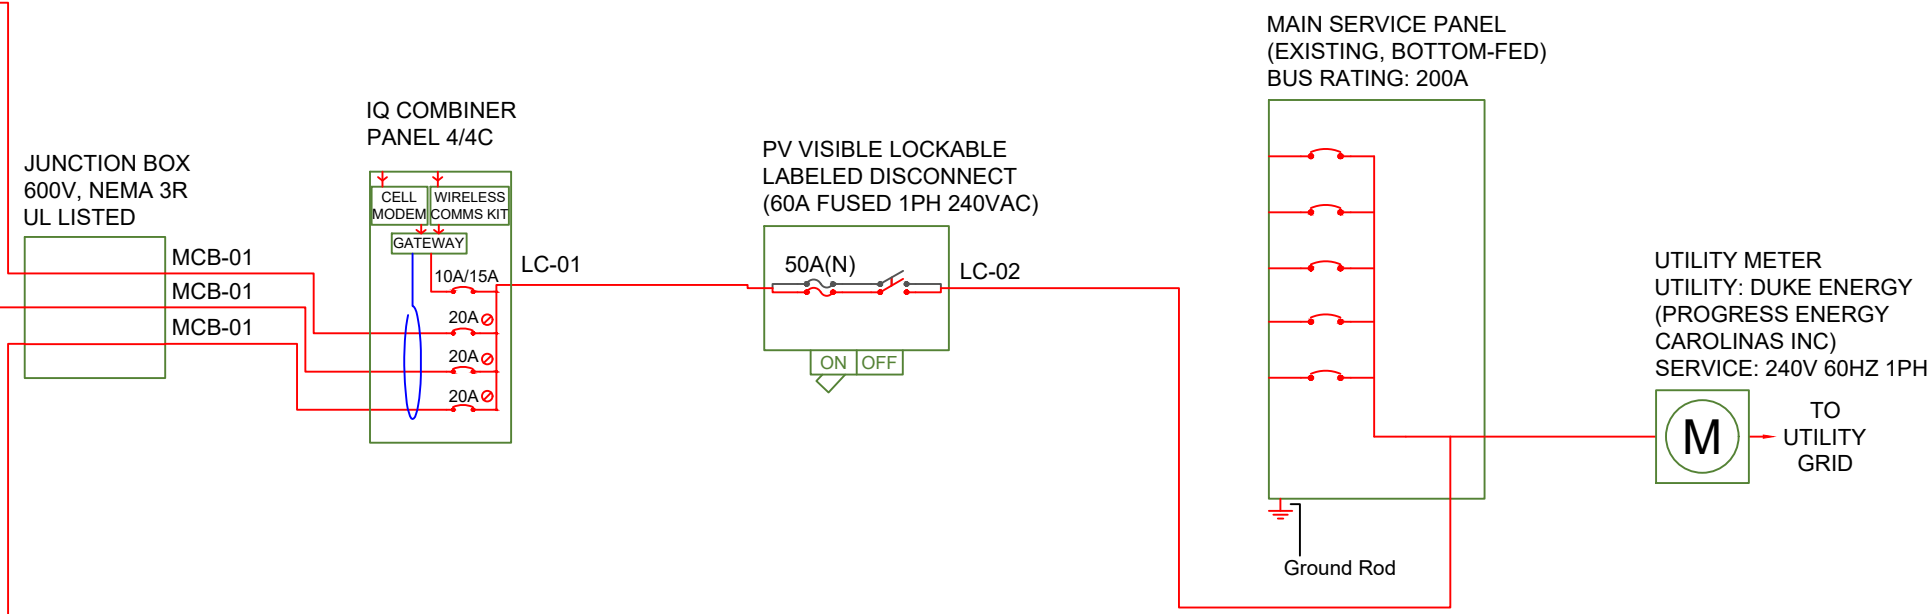 MAIN SERVICE PANEL
(EXISTING, BOTTOM-FED)
BUS RATING: 200A
IQ COMBINER
PANEL 4/4C
PV VISIBLE LOCKABLE
LABELED DISCONNECT
(60A FUSED 1PH 240VAC)
JUNCTION BOX
600V, NEMA 3R
UL LISTED
CELL
MODEM
WIRELESS
COMMS KIT
GATEWAY
MCB-01
MCB-01
MCB-01
10A/15A
20A
20A
20A
LC-01
50A(N)
LC-02
ON
OFF
UTILITY METER
UTILITY: DUKE ENERGY
(PROGRESS ENERGY
CAROLINAS INC)
SERVICE: 240V 60HZ 1PH
M
TO
UTILITY
GRID
Ground Rod